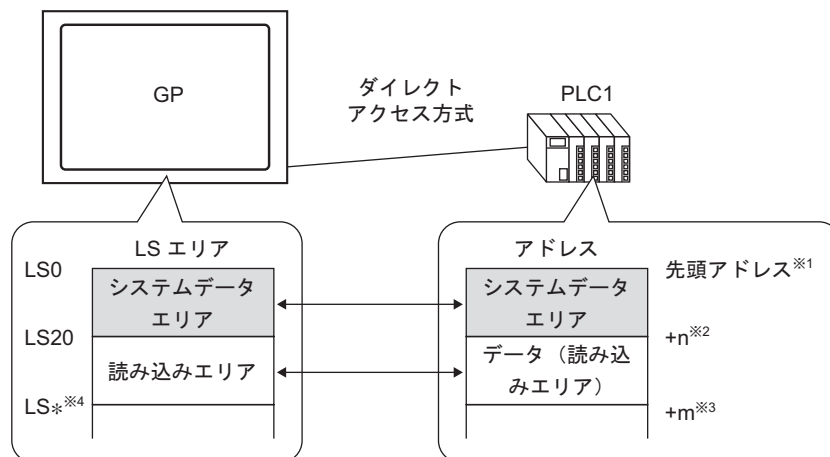 GP
ダイレクト
アクセス方式
PLC1
LS エリア
LS0
システムデータ
エリア
LS20
読み込みエリア
LS＊※4
アドレス
先頭アドレス※1
システムデータ
エリア
+n※2
データ（読み込
みエリア）
+m※3